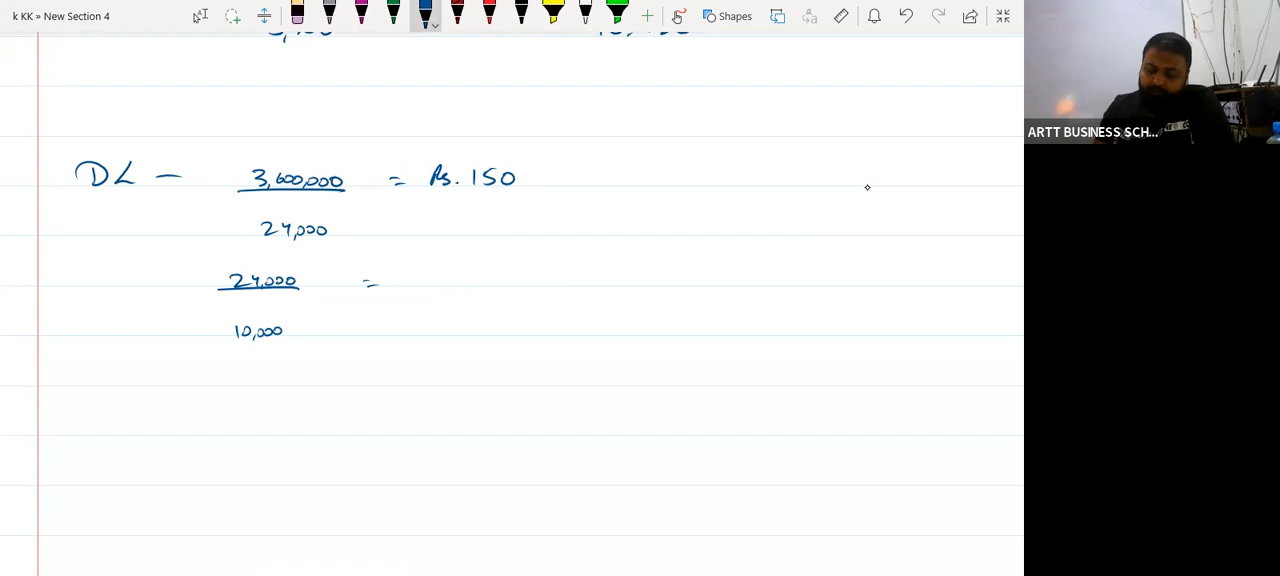 k KK » New Section 4
Shapes
ARTT BUSINESS SCH...
DL — 3,600,000 = Rs. 150
24,000
24,000 =
10,000